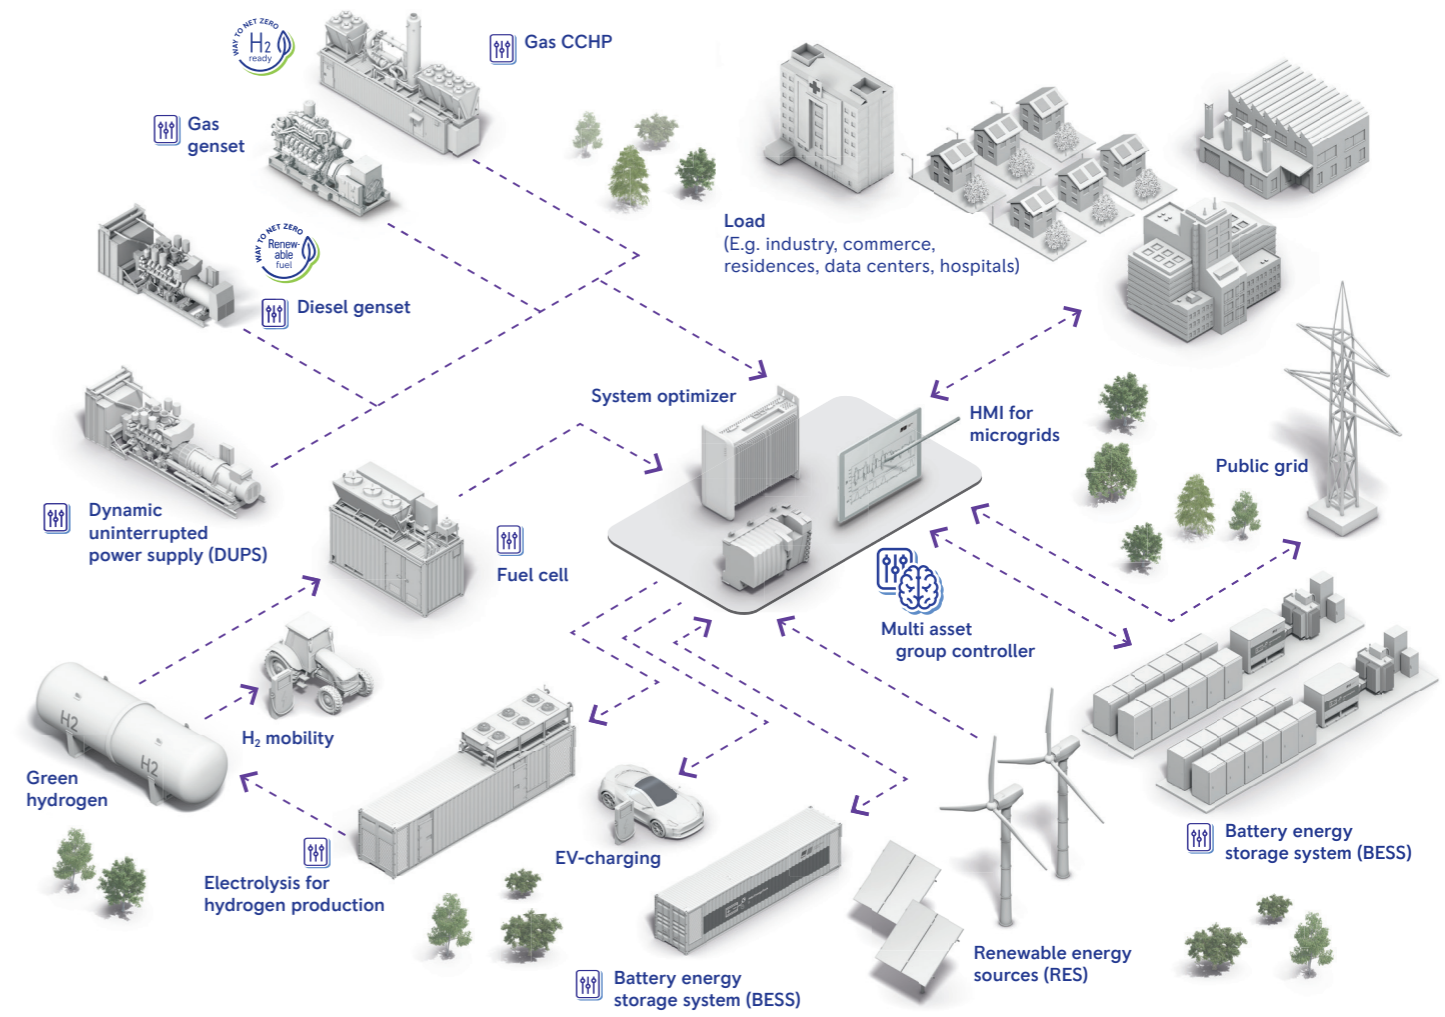 WAY TO NET ZERO
H2
ready
Gas CCHP
Gas
genset
WAY TO NET ZERO
Renew-
able
fuel
Diesel genset
Load
(E.g. industry, commerce,
residences, data centers, hospitals)
System optimizer
HMI for
microgrids
Public grid
Dynamic
uninterrupted
power supply (DUPS)
Fuel cell
Multi asset
group controller
H2
H2
H₂ mobility
Green
hydrogen
Electrolysis for
hydrogen production
EV-charging
Battery energy
storage system (BESS)
Battery energy
storage system (BESS)
Renewable energy
sources (RES)